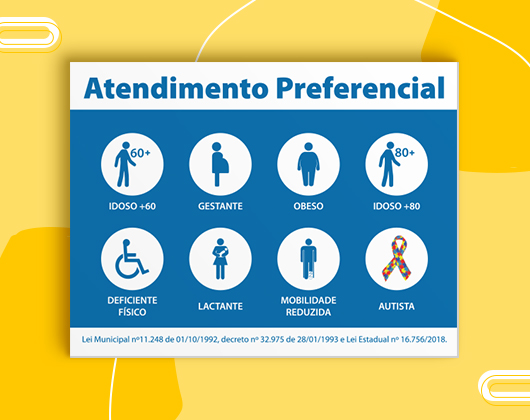 Atendimento Preferencial
60+
80+
IDOSO +60
GESTANTE
OBESO
IDOSO +80
DEFICIENTE
FÍSICO
LACTANTE
MOBILIDADE
REDUZIDA
AUTISTA
Lei Municipal nº11.248 de 01/10/1992, decreto nº 32.975 de 28/01/1993 e Lei Estadual nº 16.756/2018.